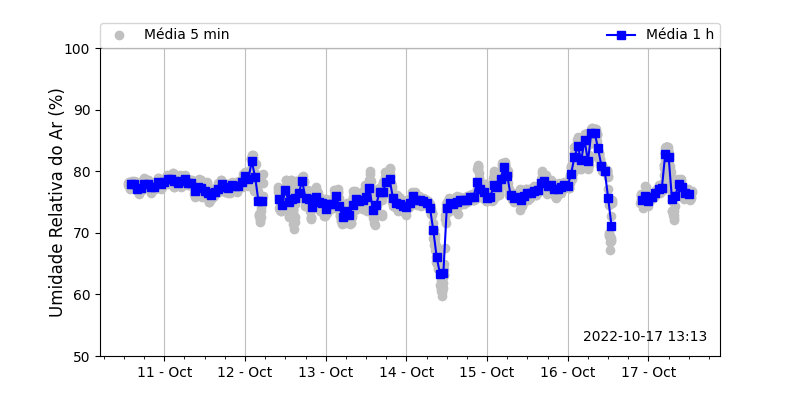 Média 5 min
Média 1 h
Umidade Relativa do Ar (%)
100
90
80
70
60
50
2022-10-17 13:13
11 - Oct
12 - Oct
13 - Oct
14 - Oct
15 - Oct
16 - Oct
17 - Oct